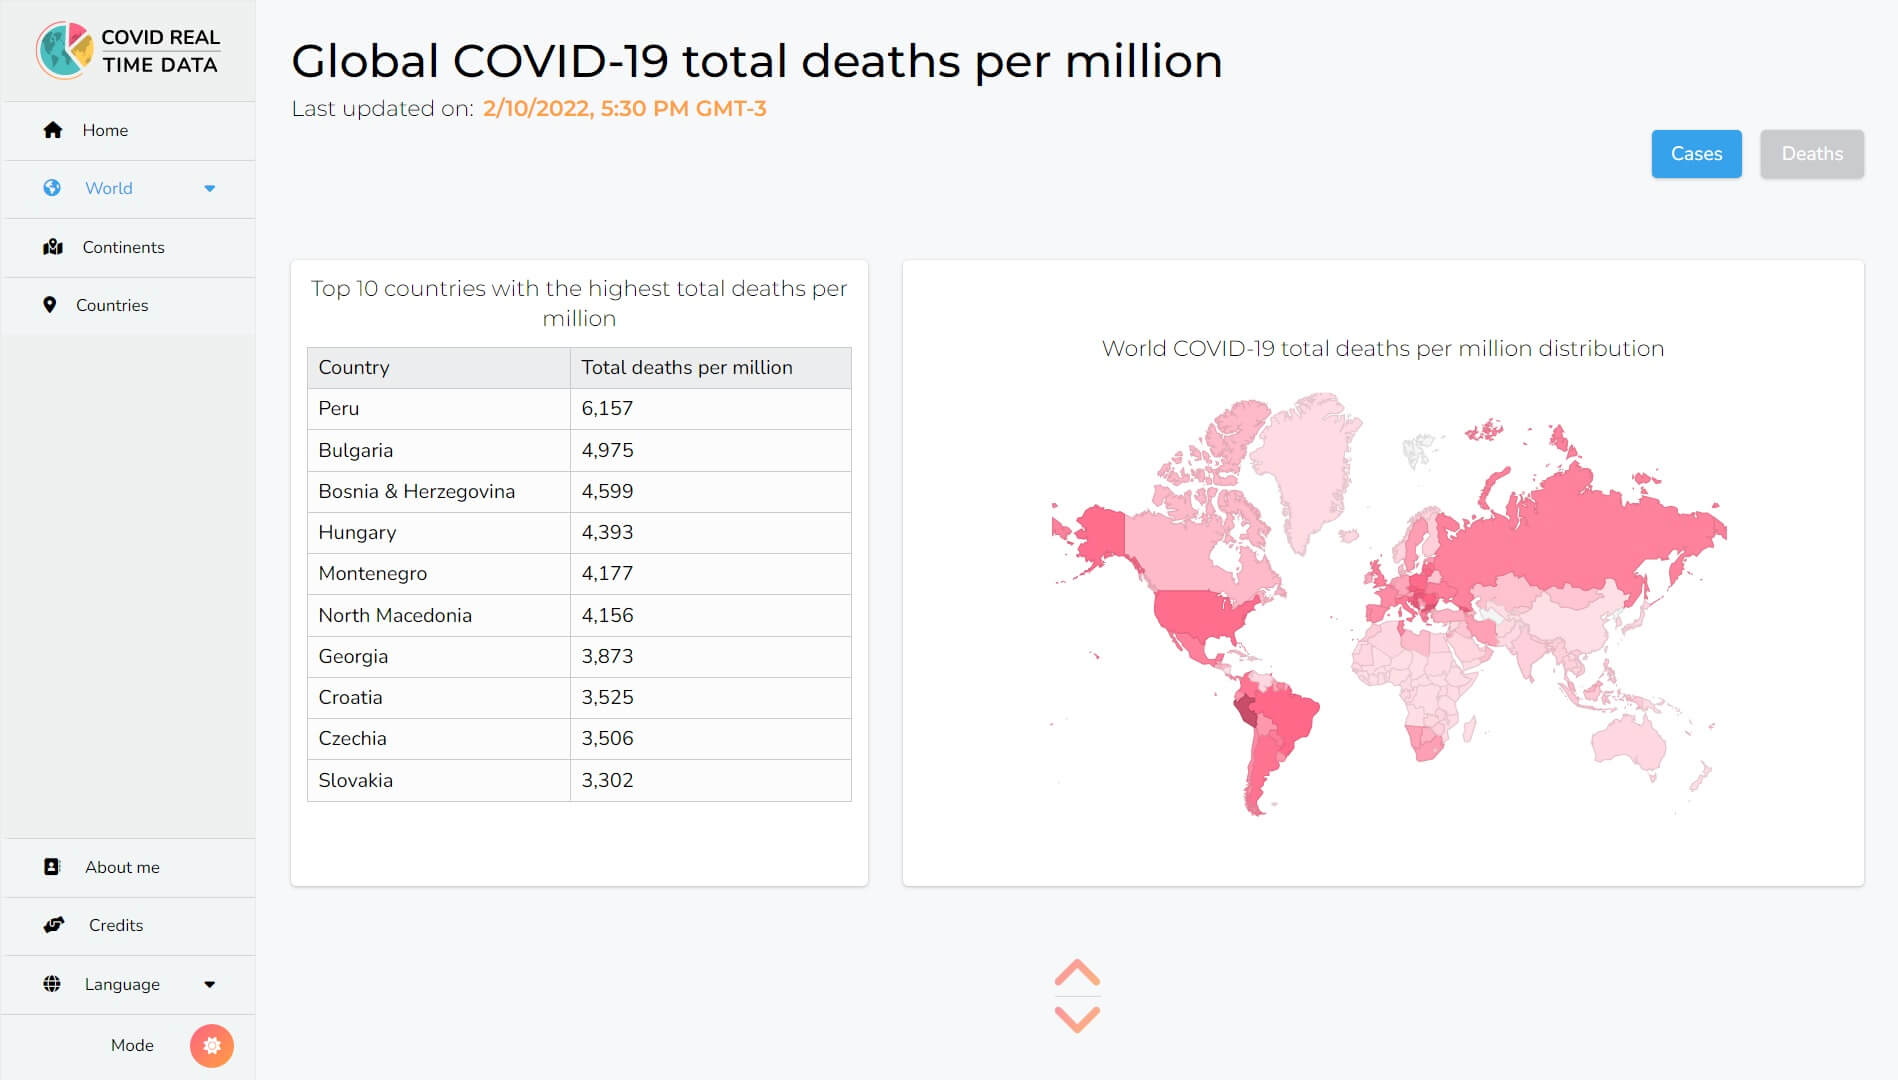 COVID REAL
TIME DATA
Home
World
Continents
Countries
About me
Credits
Language
Mode
Global COVID-19 total deaths per million
Last updated on: 2/10/2022, 5:30 PM GMT-3
Cases
Deaths
Top 10 countries with the highest total deaths per
million
Country Total deaths per million
Peru 6,157
Bulgaria 4,975
Bosnia & Herzegovina 4,599
Hungary 4,393
Montenegro 4,177
North Macedonia 4,156
Georgia 3,873
Croatia 3,525
Czechia 3,506
Slovakia 3,302
World COVID-19 total deaths per million distribution